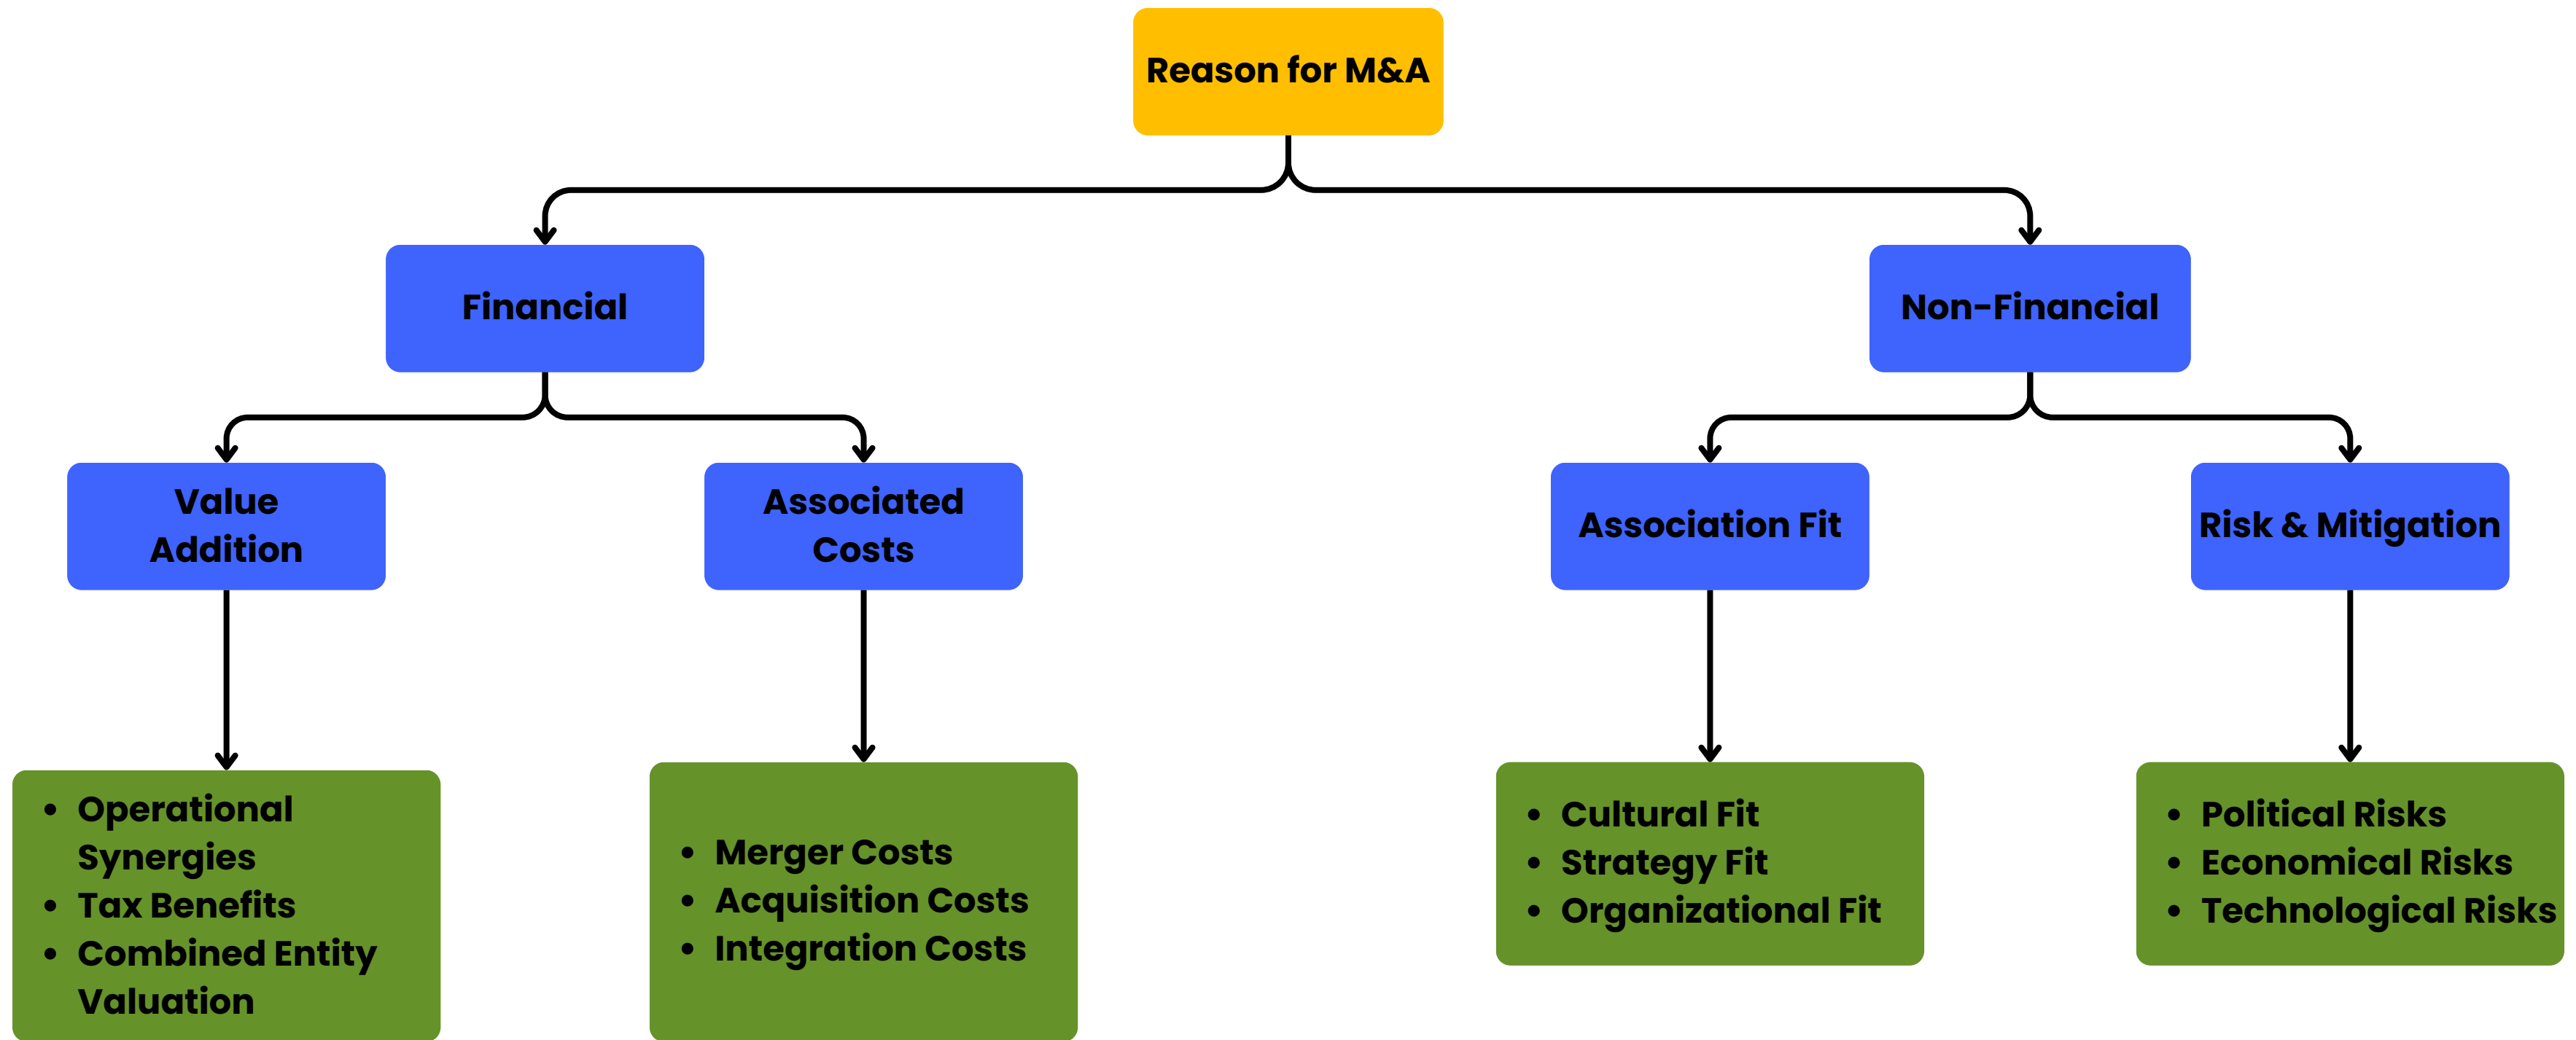 Reason for M&A
Financial
Non-Financial
Value
Addition
Associated
Costs
Association Fit
Risk & Mitigation
• Operational
Synergies
• Tax Benefits
• Combined Entity
Valuation
• Merger Costs
• Acquisition Costs
• Integration Costs
• Cultural Fit
• Strategy Fit
• Organizational Fit
• Political Risks
• Economical Risks
• Technological Risks